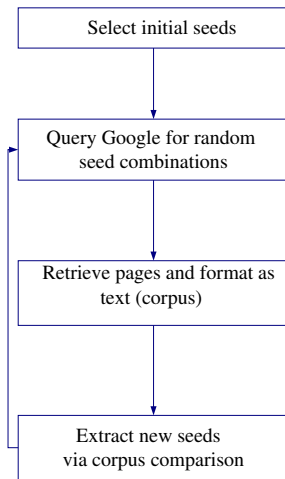 Select initial seeds
Query Google for random
seed combinations
Retrieve pages and format as
text (corpus)
Extract new seeds
via corpus comparison